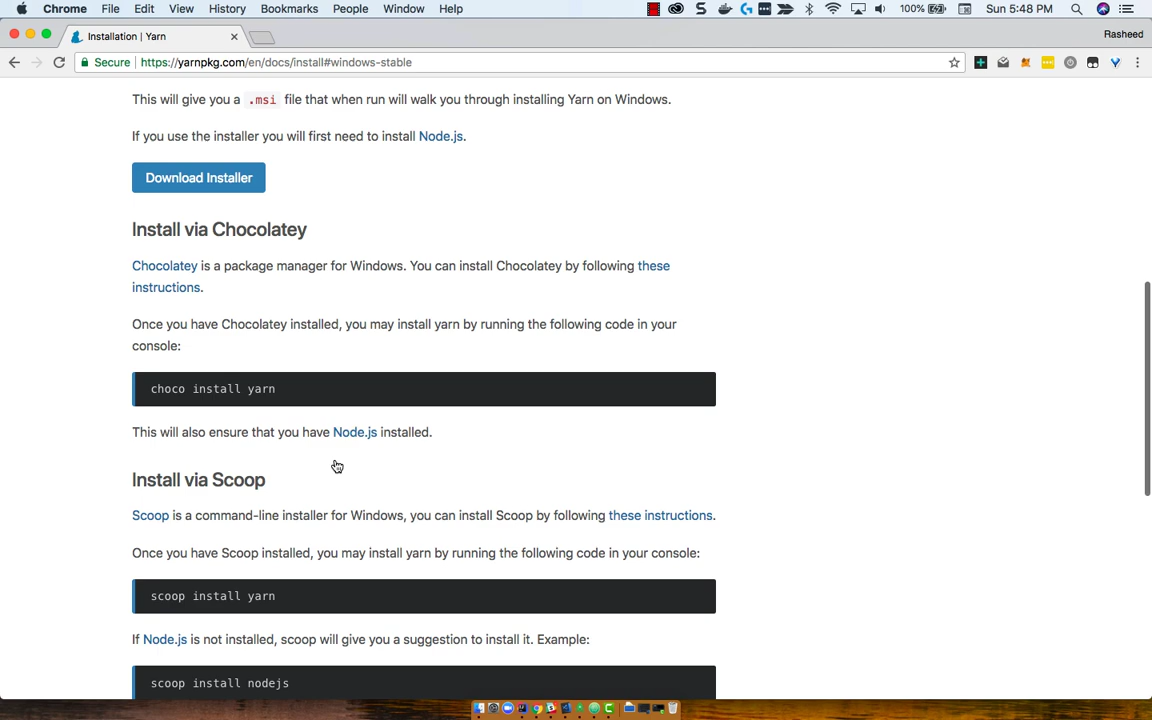 Chrome File Edit View History Bookmarks People Window Help 100% Sun 5:48 PM
Installation | Yarn Rasheed
Secure https://yarnpkg.com/en/docs/install#windows-stable
This will give you a .msi file that when run will walk you through installing Yarn on Windows.
If you use the installer you will first need to install Node.js.
Download Installer
Install via Chocolatey
Chocolatey is a package manager for Windows. You can install Chocolatey by following these
instructions.
Once you have Chocolatey installed, you may install yarn by running the following code in your
console:
choco install yarn
This will also ensure that you have Node.js installed.
Install via Scoop
Scoop is a command-line installer for Windows, you can install Scoop by following these instructions.
Once you have Scoop installed, you may install yarn by running the following code in your console:
scoop install yarn
If Node.js is not installed, scoop will give you a suggestion to install it. Example:
scoop install nodejs